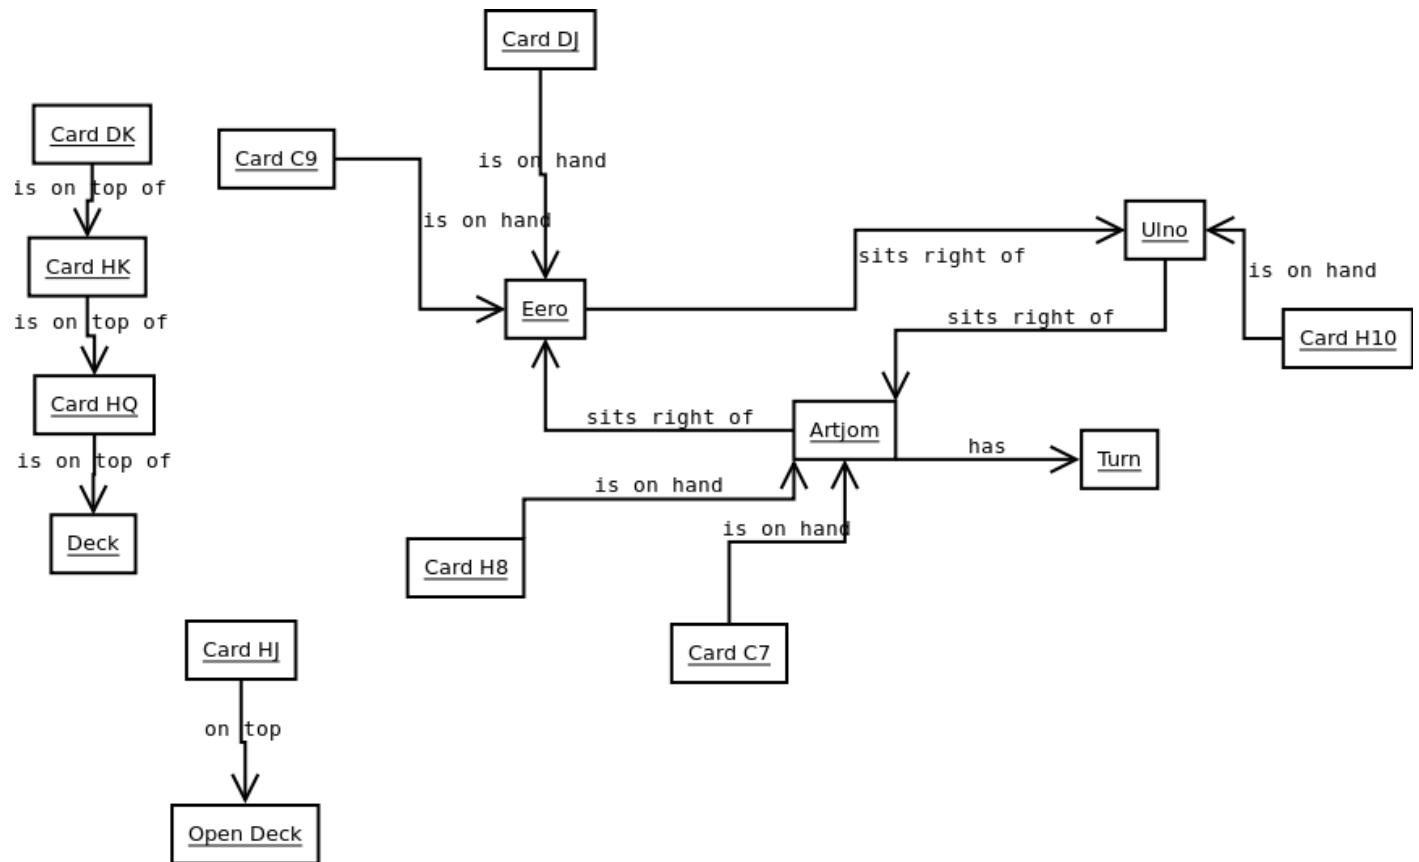 Card DJ
Card DK
Card C9
is on hand
is on top of
Ulno
is on hand
sits right of
Card HK
is on hand
Eero
sits right of
is on top of
Card H10
Card HQ
sits right of
Artjom
has
Turn
is on top of
is on hand
is on hand
Deck
Card H8
Card HJ
Card C7
on top
Open Deck